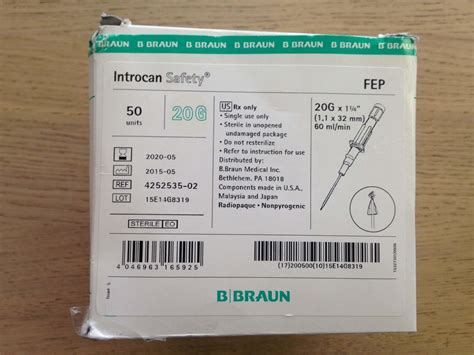 B BRAUN B BRAUN B BRAUN B BRAUN
Introcan Safety®
FEP
50
units
20G
US Rx only
• Single use only
• Sterile in unopened
undamaged package
• Do not resterilize
• Refer to instruction for use
Distributed by:
B.Braun Medical Inc.
Bethlehem. PA 18018
Components made in U.S.A.,
Malaysia and Japan
Radiopaque • Nonpyrogenic
20G x 1¼"
(1,1 x 32 mm)
60 ml/min
2020-05
2015-05
REF 4252535-02
LOT 15E14G8319
STERILE EO
4 046963 165925
(17)200500(10)15E14G8319
B BRAUN